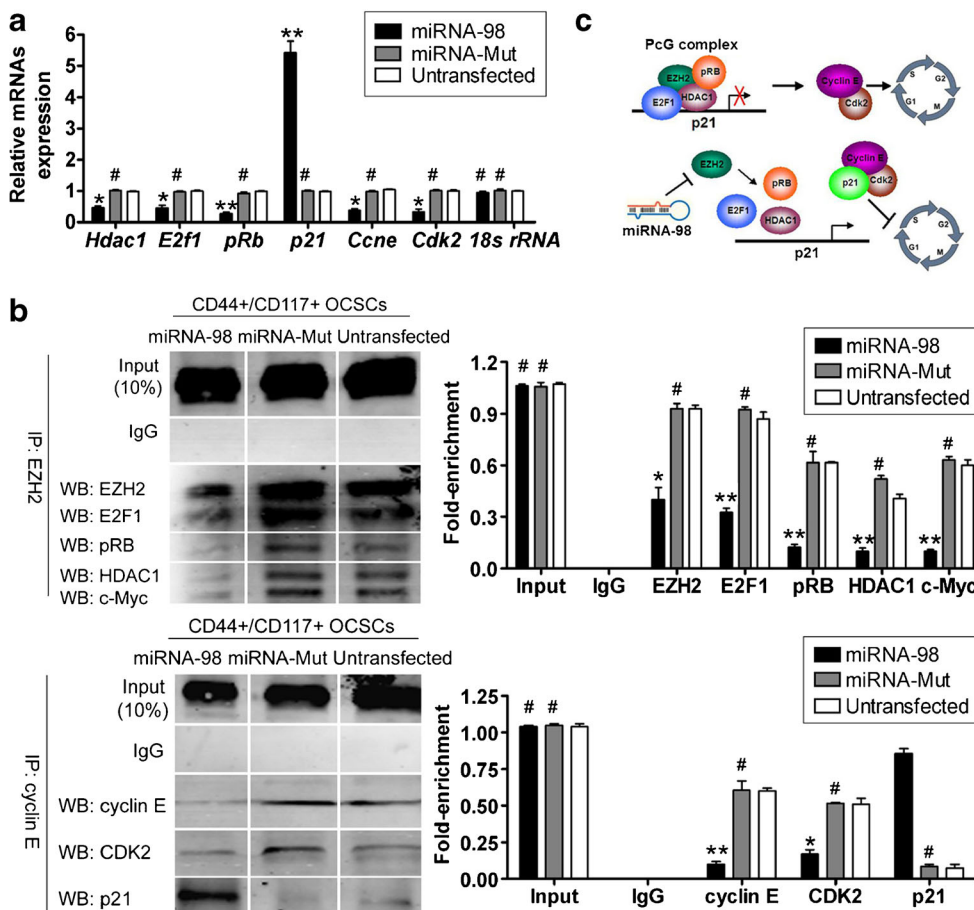 a
miRNA-98
miRNA-Mut
Untransfected
Relative mRNAs
expression
6
5
4
3
2
1
0
** 
* # * # ** # # * # * # # #
Hdac1 E2f1 pRb p21 Ccne Cdk2 18s rRNA
c
PcG complex
EZH2 pRB
E2F1 HDAC1
X
p21
Cyclin E
Cdk2
S G2
G1 M
EZH2
pRB
E2F1
HDAC1
miRNA-98
p21
Cyclin E
p21 Cdk2
S G2
G1 M
b
CD44+/CD117+ OCSCs
miRNA-98 miRNA-Mut Untransfected
IP: EZH2
Input
(10%)
IgG
WB: EZH2
WB: E2F1
WB: pRB
WB: HDAC1
WB: c-Myc
miRNA-98
miRNA-Mut
Untransfected
Fold-enrichment
1.2
0.9
0.6
0.3
0.0
# # * # ** # ** # ** # ** #
Input IgG EZH2 E2F1 pRB HDAC1 c-Myc
CD44+/CD117+ OCSCs
miRNA-98 miRNA-Mut Untransfected
IP: cyclin E
Input
(10%)
IgG
WB: cyclin E
WB: CDK2
WB: p21
miRNA-98
miRNA-Mut
Untransfected
Fold-enrichment
1.25
1.00
0.75
0.50
0.25
0.00
# # ** # * # #
Input IgG cyclin E CDK2 p21